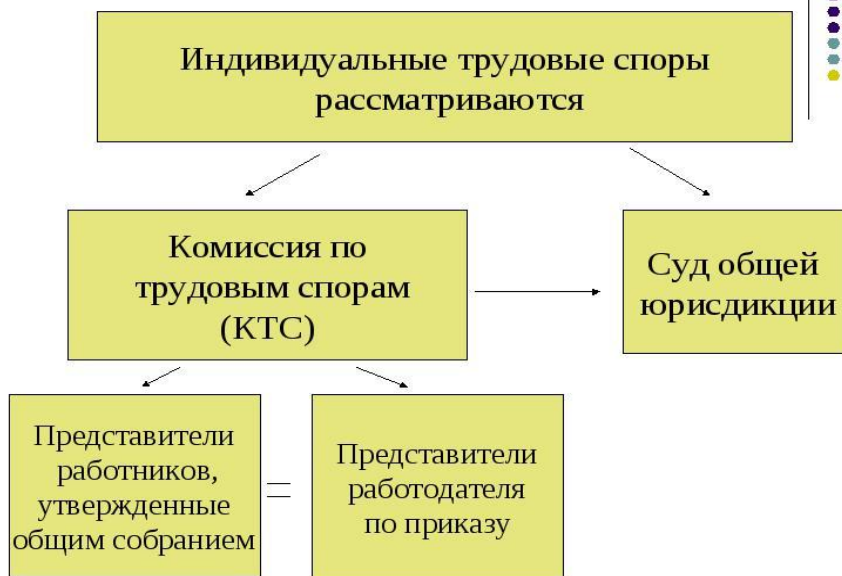 Индивидуальные трудовые споры
рассматриваются
Комиссия по
трудовым спорам
(КТС)
Суд общей
юрисдикции
Представители
работников,
утвержденные
общим собранием
=
Представители
работодателя
по приказу